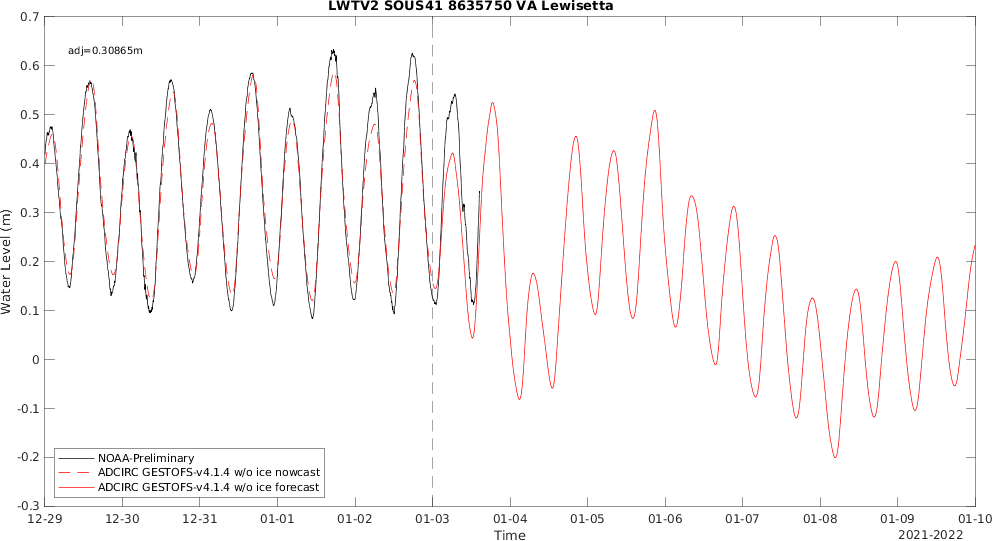 LWTV2 SOUS41 8635750 VA Lewisetta
0.7
0.6
0.5
0.4
0.3
0.2
0.1
0
-0.1
-0.2
-0.3
adj=0.30865m
Water Level (m)
NOAA-Preliminary
ADCIRC GESTOFS-v4.1.4 w/o ice nowcast
ADCIRC GESTOFS-v4.1.4 w/o ice forecast
12-29 12-30 12-31 01-01 01-02 01-03 01-04 01-05 01-06 01-07 01-08 01-09 01-10
Time
2021-2022